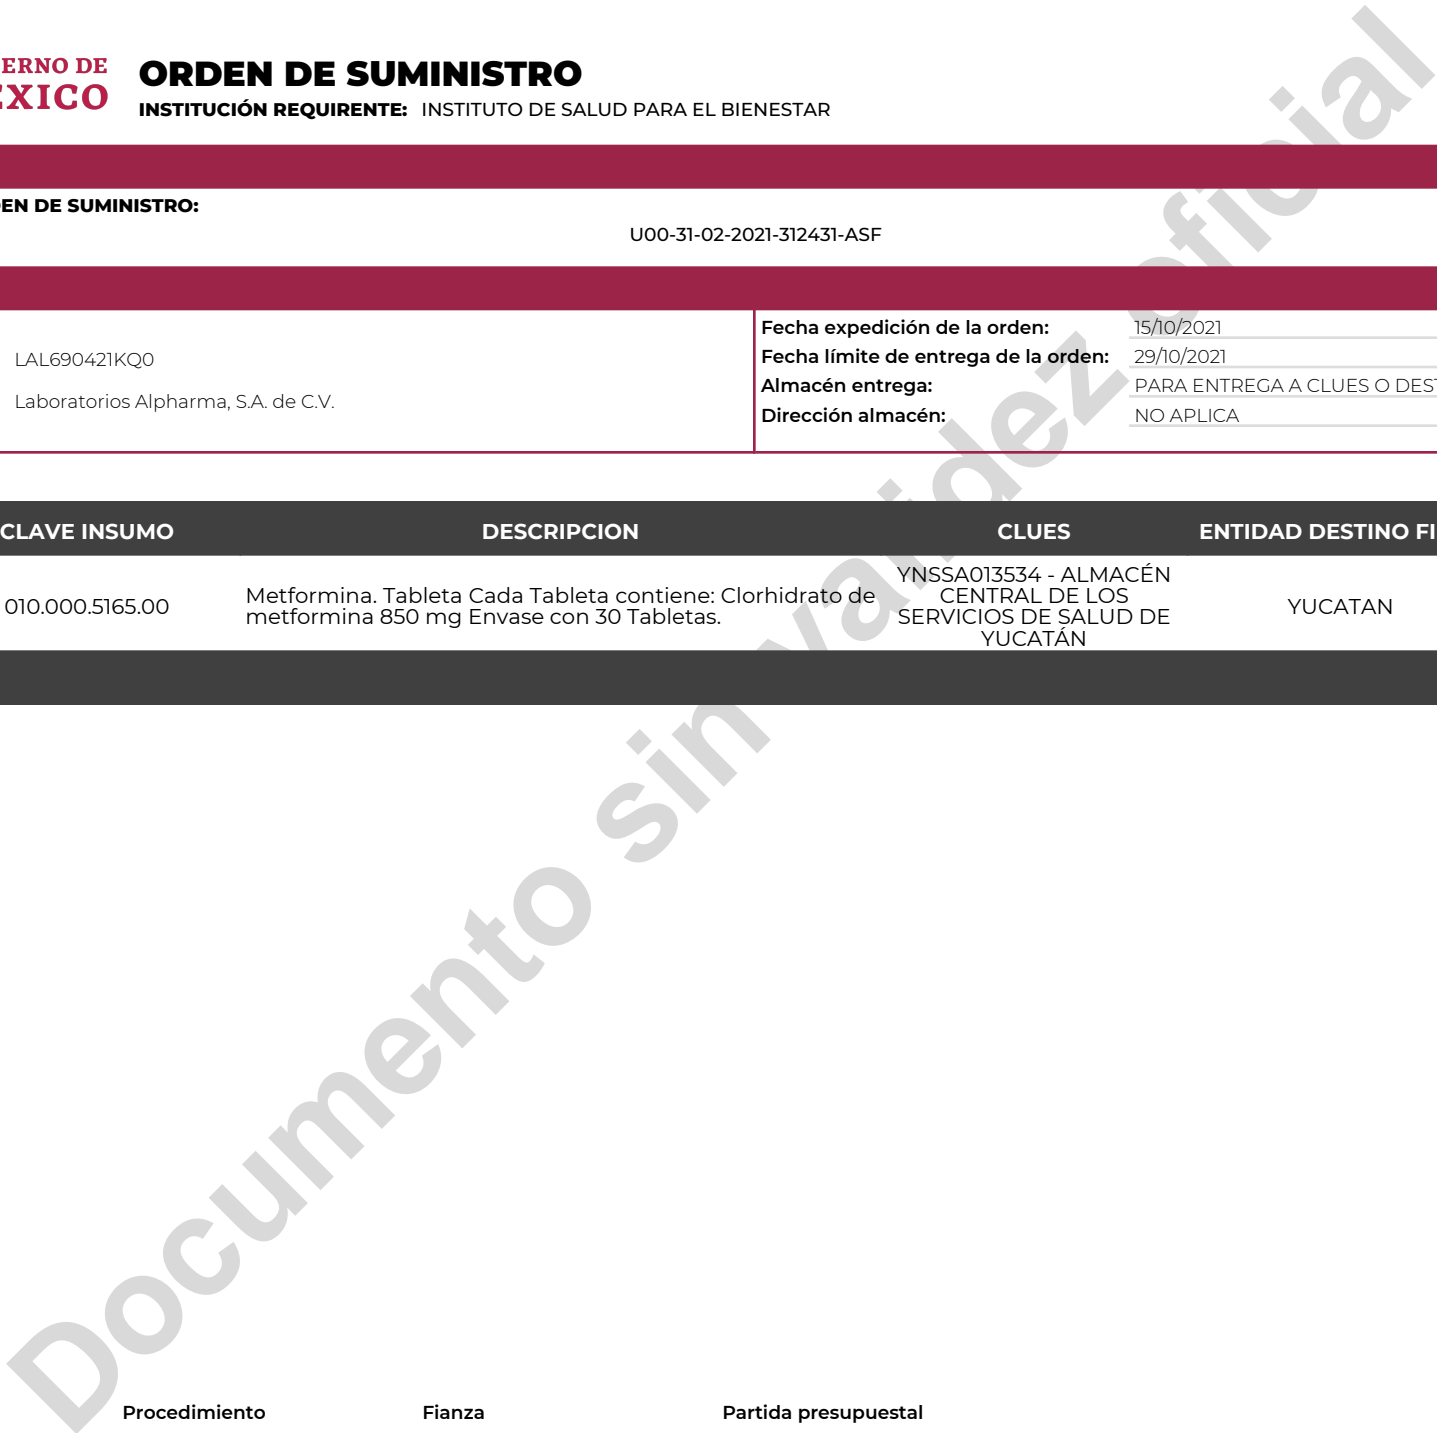 ERNO DE
ÉXICO
ORDEN DE SUMINISTRO
INSTITUCIÓN REQUIRENTE: INSTITUTO DE SALUD PARA EL BIENESTAR
EN DE SUMINISTRO:
U00-31-02-2021-312431-ASF
LAL690421KQ0
Laboratorios Alpharma, S.A. de C.V.
Fecha expedición de la orden: 15/10/2021
Fecha límite de entrega de la orden: 29/10/2021
Almacén entrega: PARA ENTREGA A CLUES O DEST
Dirección almacén: NO APLICA
CLAVE INSUMO DESCRIPCION CLUES ENTIDAD DESTINO FI
010.000.5165.00
Metformina. Tableta Cada Tableta contiene: Clorhidrato de
metformina 850 mg Envase con 30 Tabletas.
YNSSA013534 - ALMACÉN
CENTRAL DE LOS
SERVICIOS DE SALUD DE
YUCATÁN
YUCATAN
Documento sin validez oficial
Procedimiento Fianza Partida presupuestal